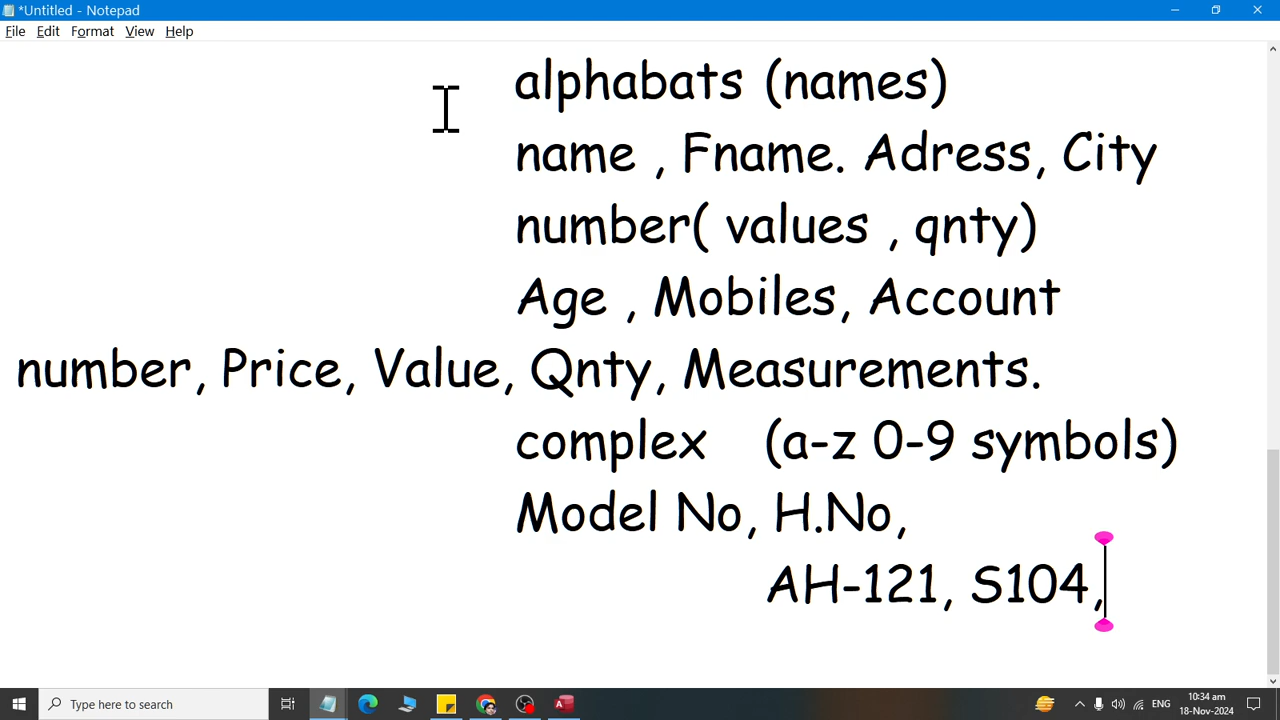 *Untitled - Notepad
File Edit Format View Help
alphabats (names)
name , Fname. Adress, City
number( values , qnty)
Age , Mobiles, Account
number, Price, Value, Qnty, Measurements.
complex (a-z 0-9 symbols)
Model No, H.No,
AH-121, S104,
Type here to search
ENG
10:34 am
18-Nov-2024